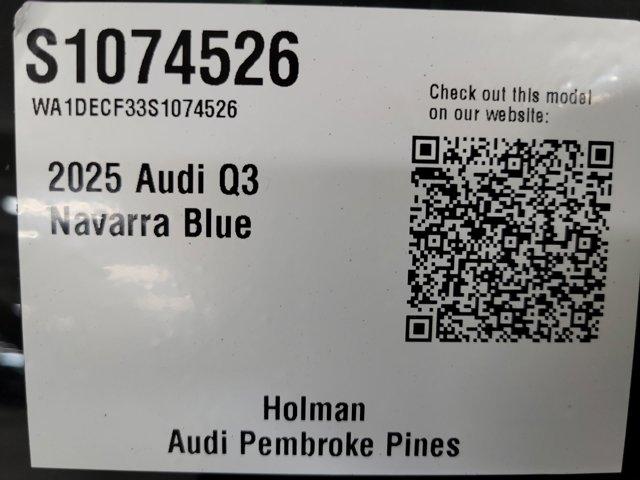 S1074526
WA1DECF33S1074526
Check out this model
on our website:
2025 Audi Q3
Navarra Blue
Holman
Audi Pembroke Pines